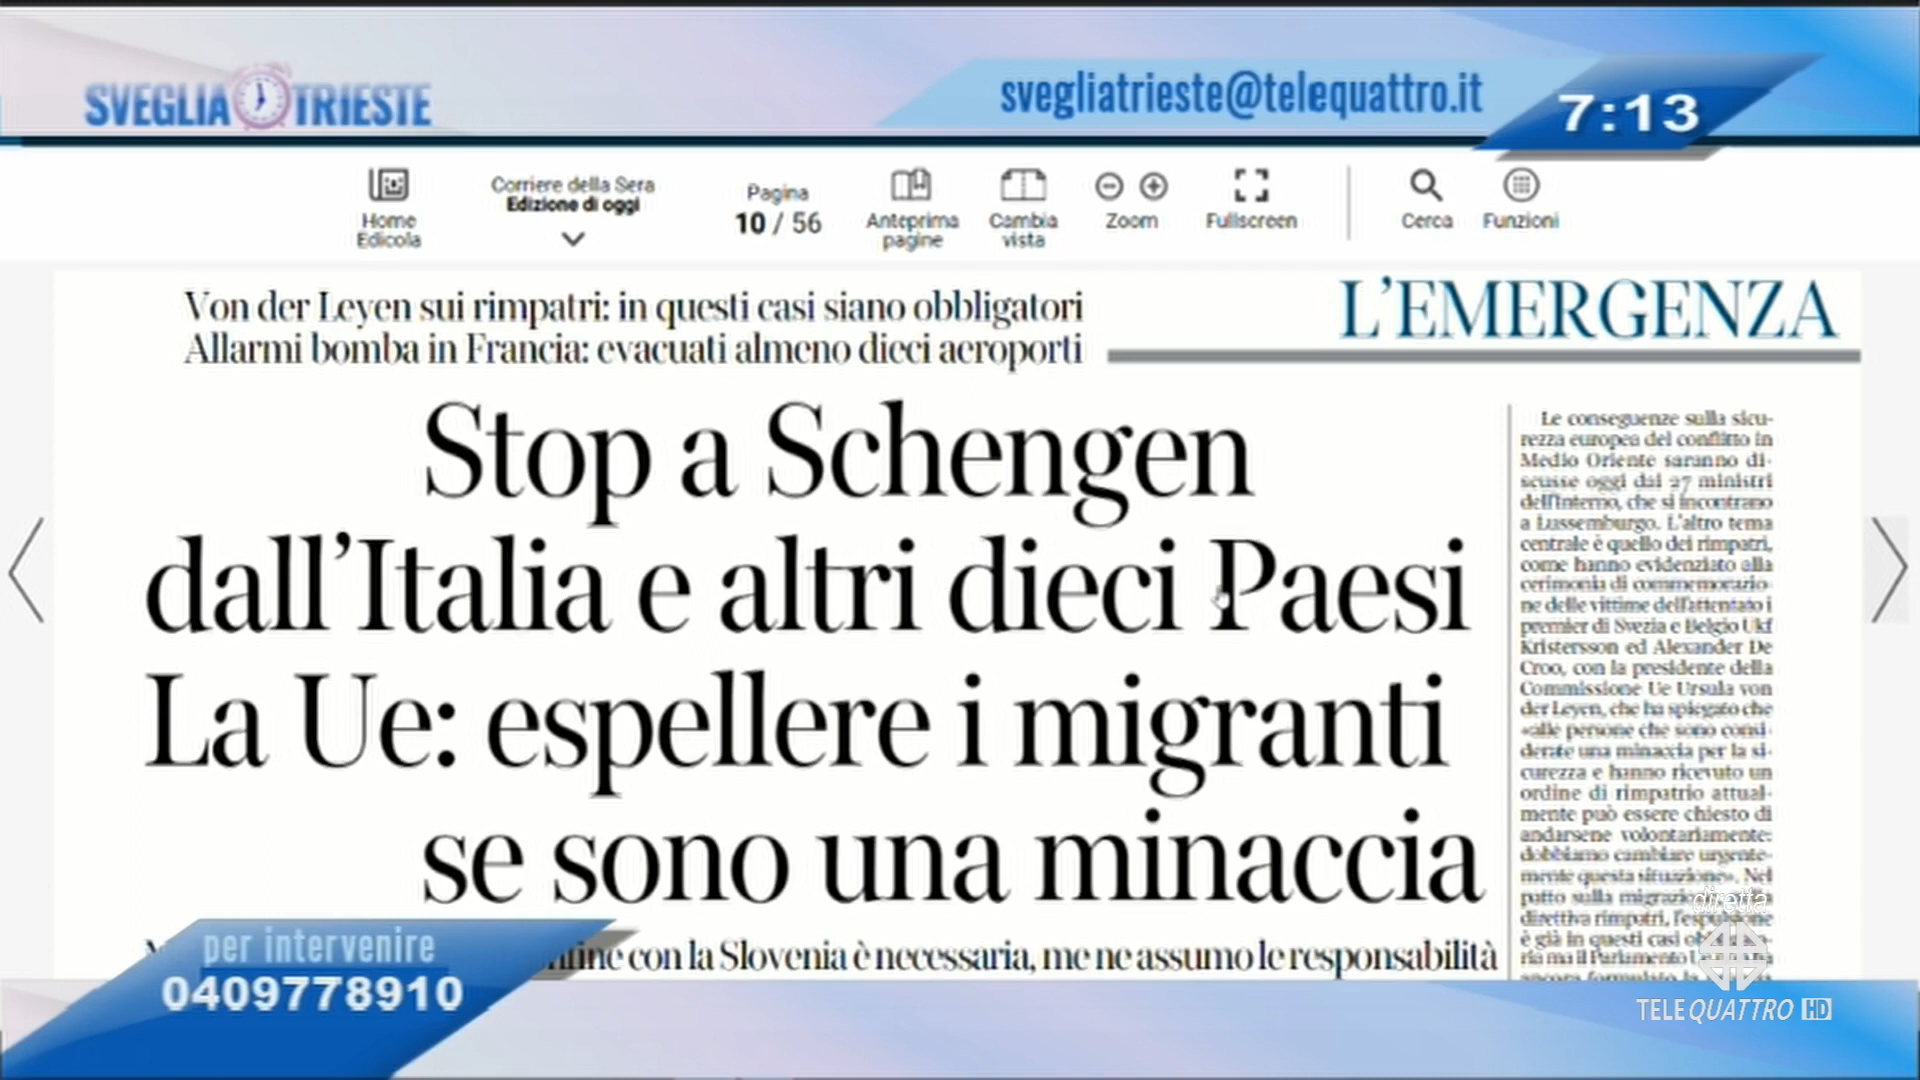 SVEGLIA TRIESTE
svegliatrieste@telequattro.it
7:13
Home
Edicola
Corriere della Sera
Edizione di oggi
Pagina
10 / 56
Anteprima
pagine
Cambia
vista
Zoom
Fullscreen
Cerca
Funzioni
Von der Leyen sui rimpatri: in questi casi siano obbligatori
Allarmi bomba in Francia: evacuati almeno dieci aeroporti
L'EMERGENZA
Stop a Schengen
dall'Italia e altri dieci Paesi
La Ue: espellere i migranti
se sono una minaccia
con la Slovenia è necessaria, me ne assumo le responsabilità
Le conseguenze sulla sicu-
rezza europea del conflitto in
Medio Oriente saranno di-
scusse oggi dai 27 ministri
dell'Interno, che si incontrano
a Lussemburgo. L'altro tema
centrale è quello dei rimpatri,
come hanno evidenziato alla
cerimonia di commemorazio-
ne delle vittime dell'attentato i
premier di Svezia e Belgio Ulf
Kristersson ed Alexander De
Croo, con la presidente della
Commissione Ue Ursula von
der Leyen, che ha spiegato che
«alle persone che sono consi-
derate una minaccia per la si-
curezza e hanno ricevuto un
ordine di rimpatrio attual-
mente può essere chiesto di
andarsene volontariamente:
dobbiamo cambiare urgente-
mente questa situazione». Nel
patto sulla
direttiva rimpatri, l'espulsione
è già in questi casi
ma il Parlamento
per intervenire
0409778910
diretta
TELEQUATTRO HD